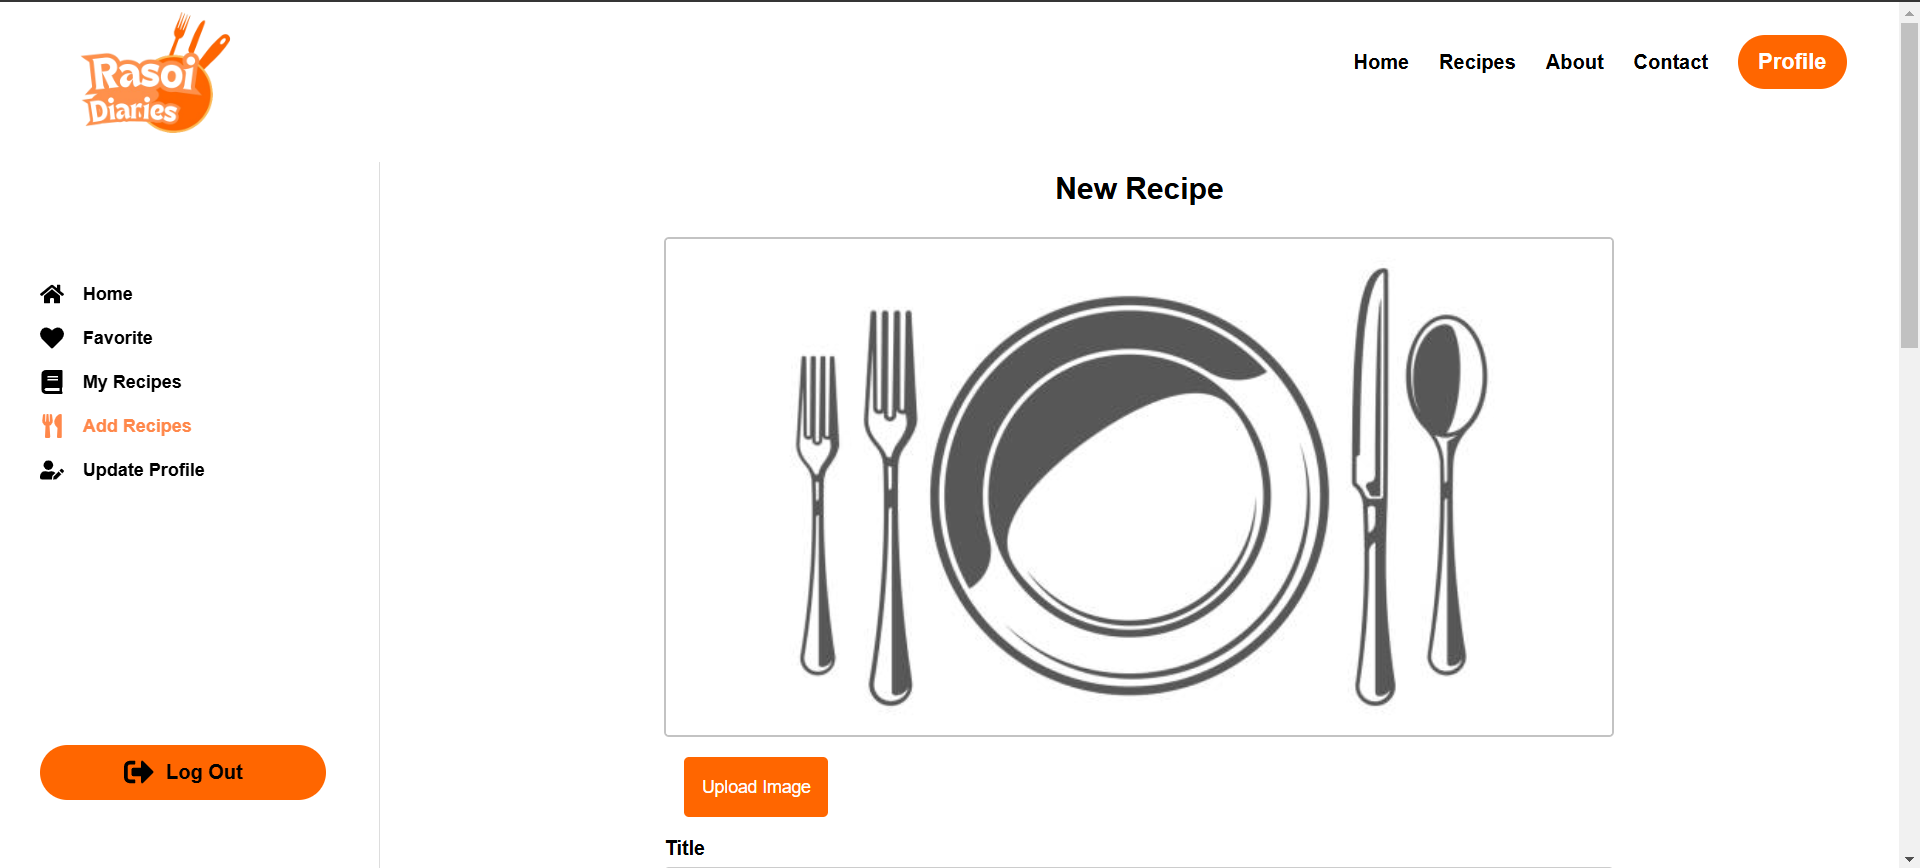 Rasoi
Diaries
Home Recipes About Contact Profile
New Recipe
Home
Favorite
My Recipes
Add Recipes
Update Profile
Log Out
Upload Image
Title